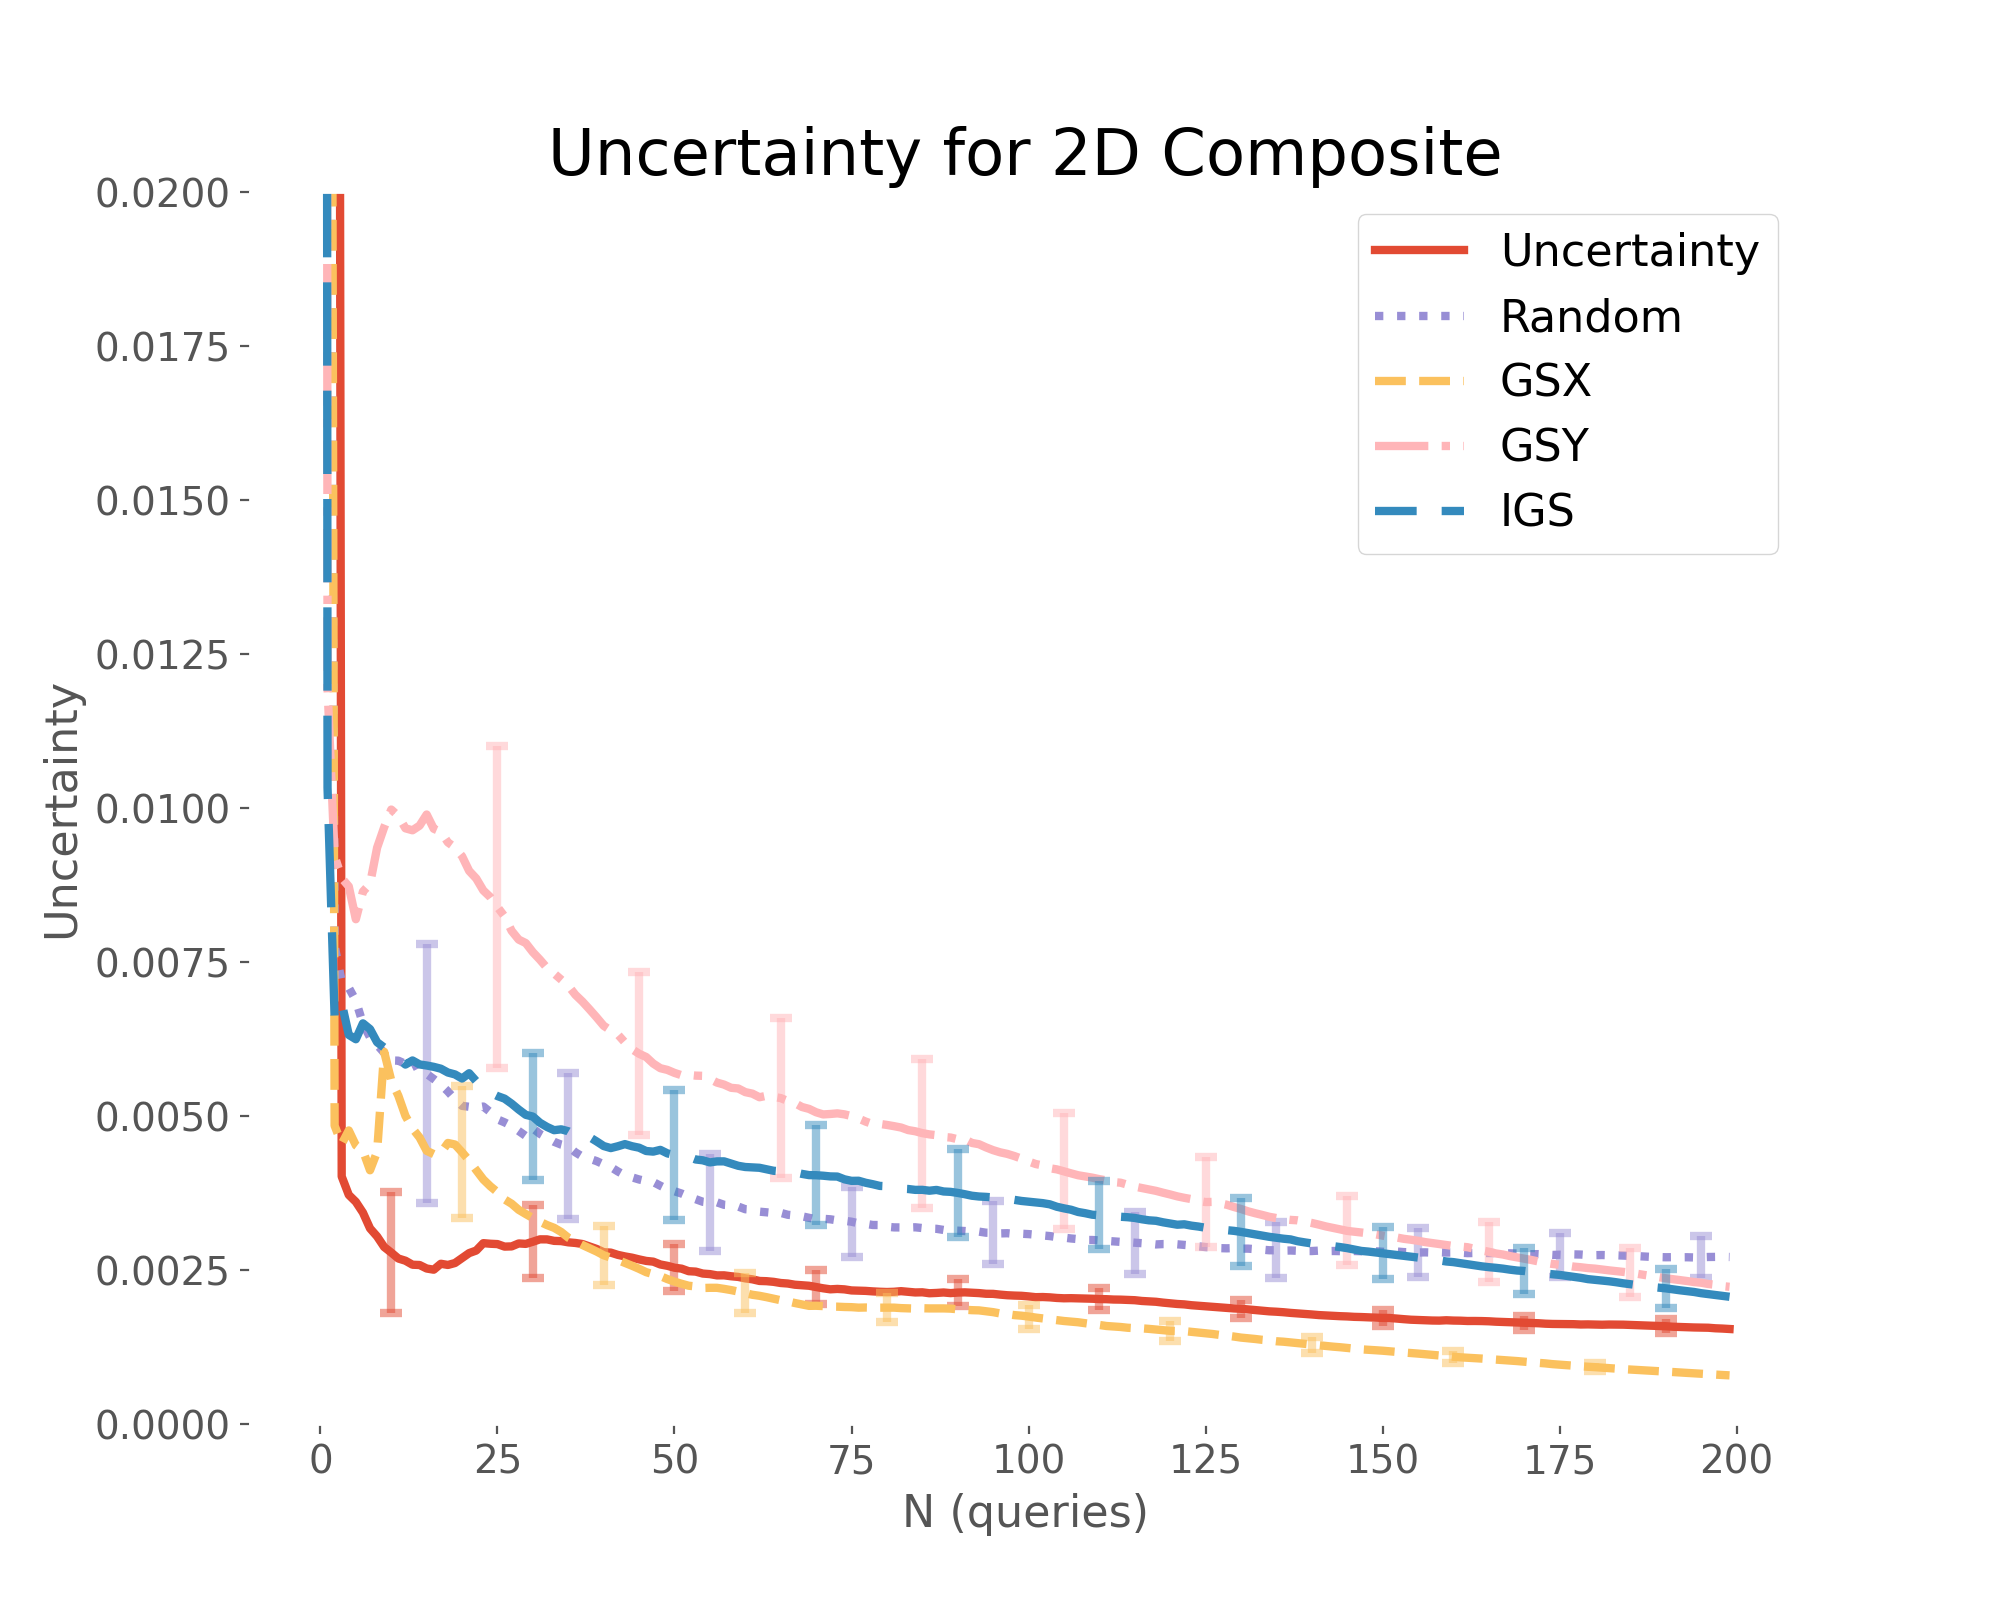 Uncertainty for 2D Composite
0.0200
0.0175
0.0150
0.0125
0.0100
0.0075
0.0050
0.0025
0.0000
Uncertainty
Uncertainty
Random
GSX
GSY
IGS
0 25 50 75 100 125 150 175 200
N (queries)